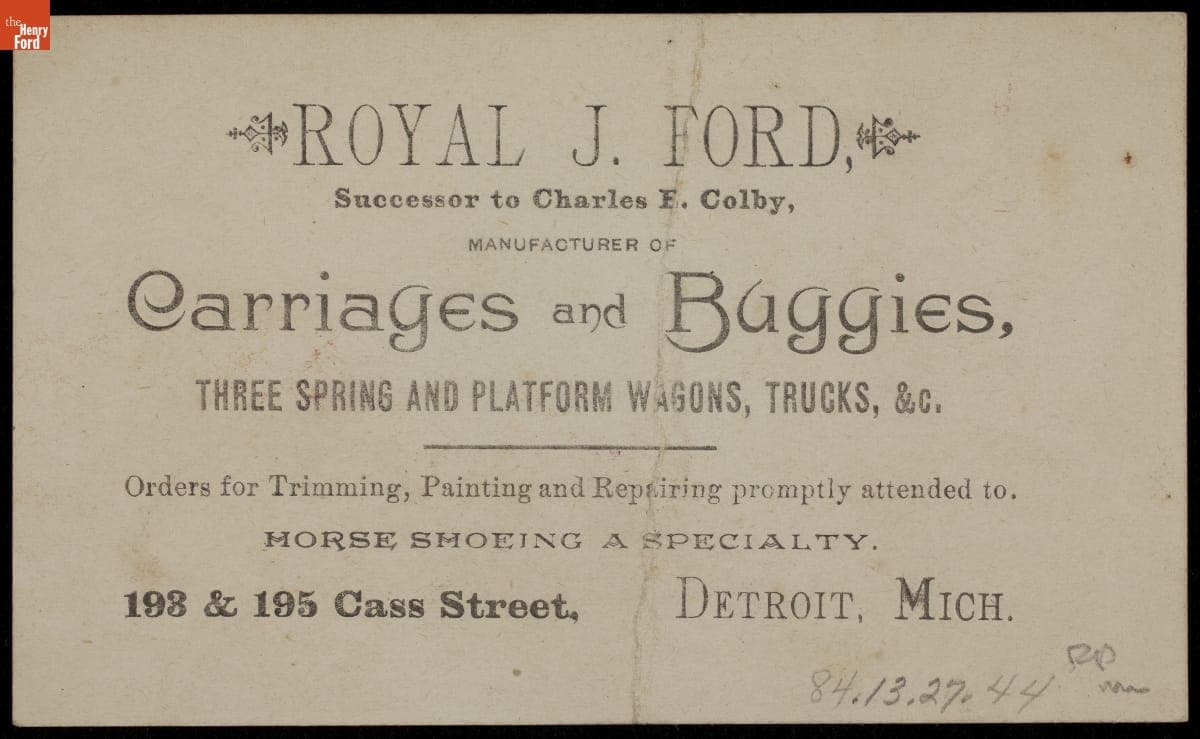 the
Henry
Ford
ROYAL J. FORD,
Successor to Charles E. Colby,
MANUFACTURER OF
Carriages and Buggies,
THREE SPRING AND PLATFORM WAGONS, TRUCKS, &c.
Orders for Trimming, Painting and Repairing promptly attended to.
HORSE SHOEING A SPECIALTY.
193 & 195 Cass Street, DETROIT, MICH.
84.13.27.44